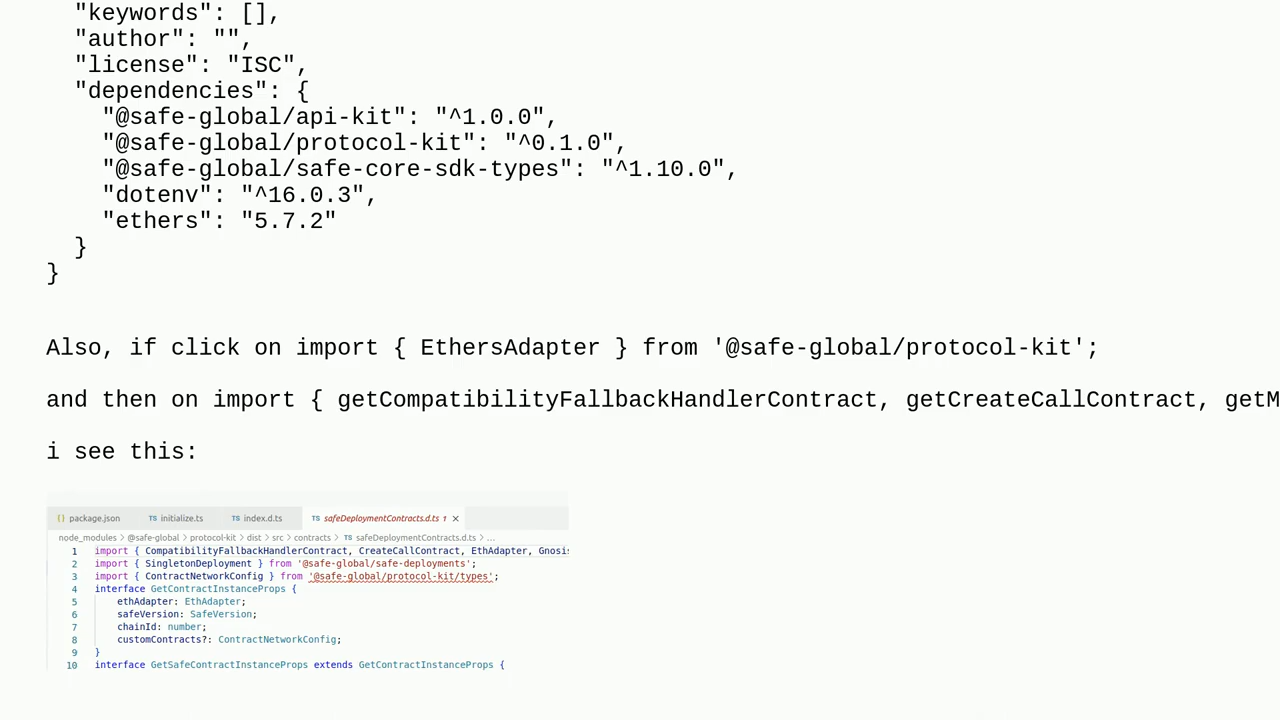 "keywords": [],
"author": "",
"license": "ISC",
"dependencies": {
"@safe-global/api-kit": "^1.0.0",
"@safe-global/protocol-kit": "^0.1.0",
"@safe-global/safe-core-sdk-types": "^1.10.0",
"dotenv": "^16.0.3",
"ethers": "5.7.2"
}
}
Also, if click on import { EthersAdapter } from '@safe-global/protocol-kit';
and then on import { getCompatibilityFallbackHandlerContract, getCreateCallContract, getM
i see this:
{} package.json TS initialize.ts TS index.d.ts TS safeDeploymentContracts.d.ts 1 ×
node_modules > @safe-global > protocol-kit > dist > src > contracts > TS safeDeploymentContracts.d.ts > ...
1 import { CompatibilityFallbackHandlerContract, CreateCallContract, EthAdapter, Gnosis
2 import { SingletonDeployment } from '@safe-global/safe-deployments';
3 import { ContractNetworkConfig } from '@safe-global/protocol-kit/types';
4 interface GetContractInstanceProps {
5 ethAdapter: EthAdapter;
6 safeVersion: SafeVersion;
7 chainId: number;
8 customContracts?: ContractNetworkConfig;
9 }
10 interface GetSafeContractInstanceProps extends GetContractInstanceProps {